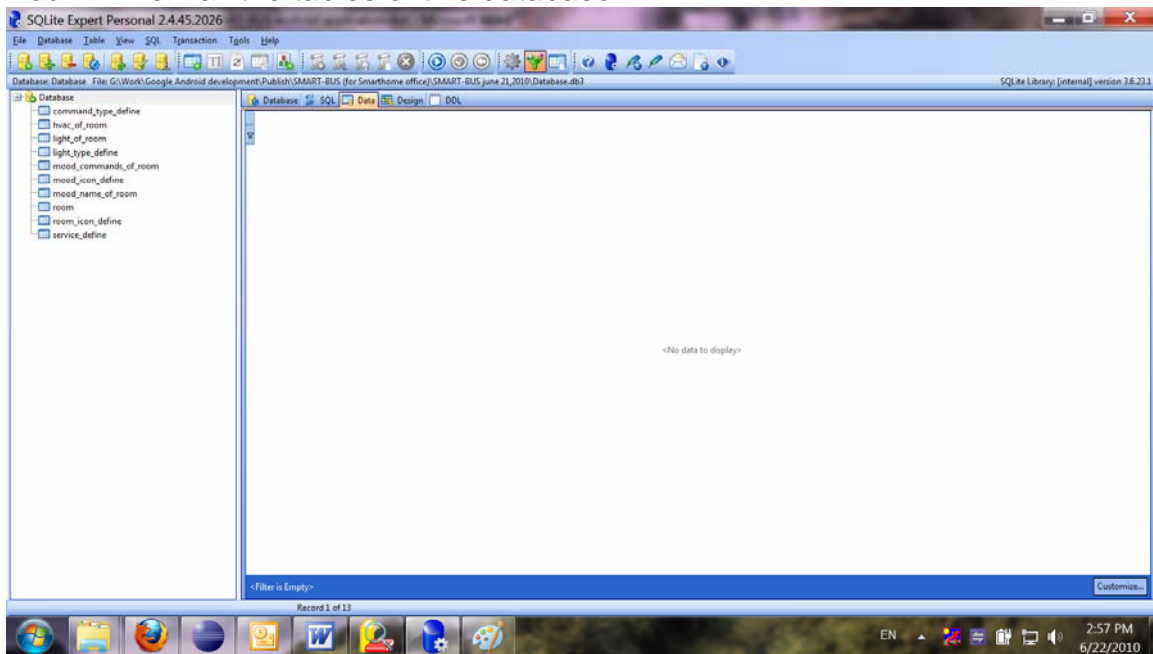 SQLite Expert Personal 2.4.45.2026
File Database Table View SQL Transaction Tools Help
Database: Database File: G:\Work\Google Android development\Publish\SMART-BUS (for Smarthome office)\SMART-BUS june 21,2010\Database.db3 SQLite Library: [internal] version 3.6.23.1
Database
command_type_define
hvac_of_room
light_of_room
light_type_define
mood_commands_of_room
mood_icon_define
mood_name_of_room
room
room_icon_define
service_define
Database SQL Data Design DDL
<No data to display>
<Filter is Empty> Customize...
Record 1 of 13
EN 2:57 PM
6/22/2010